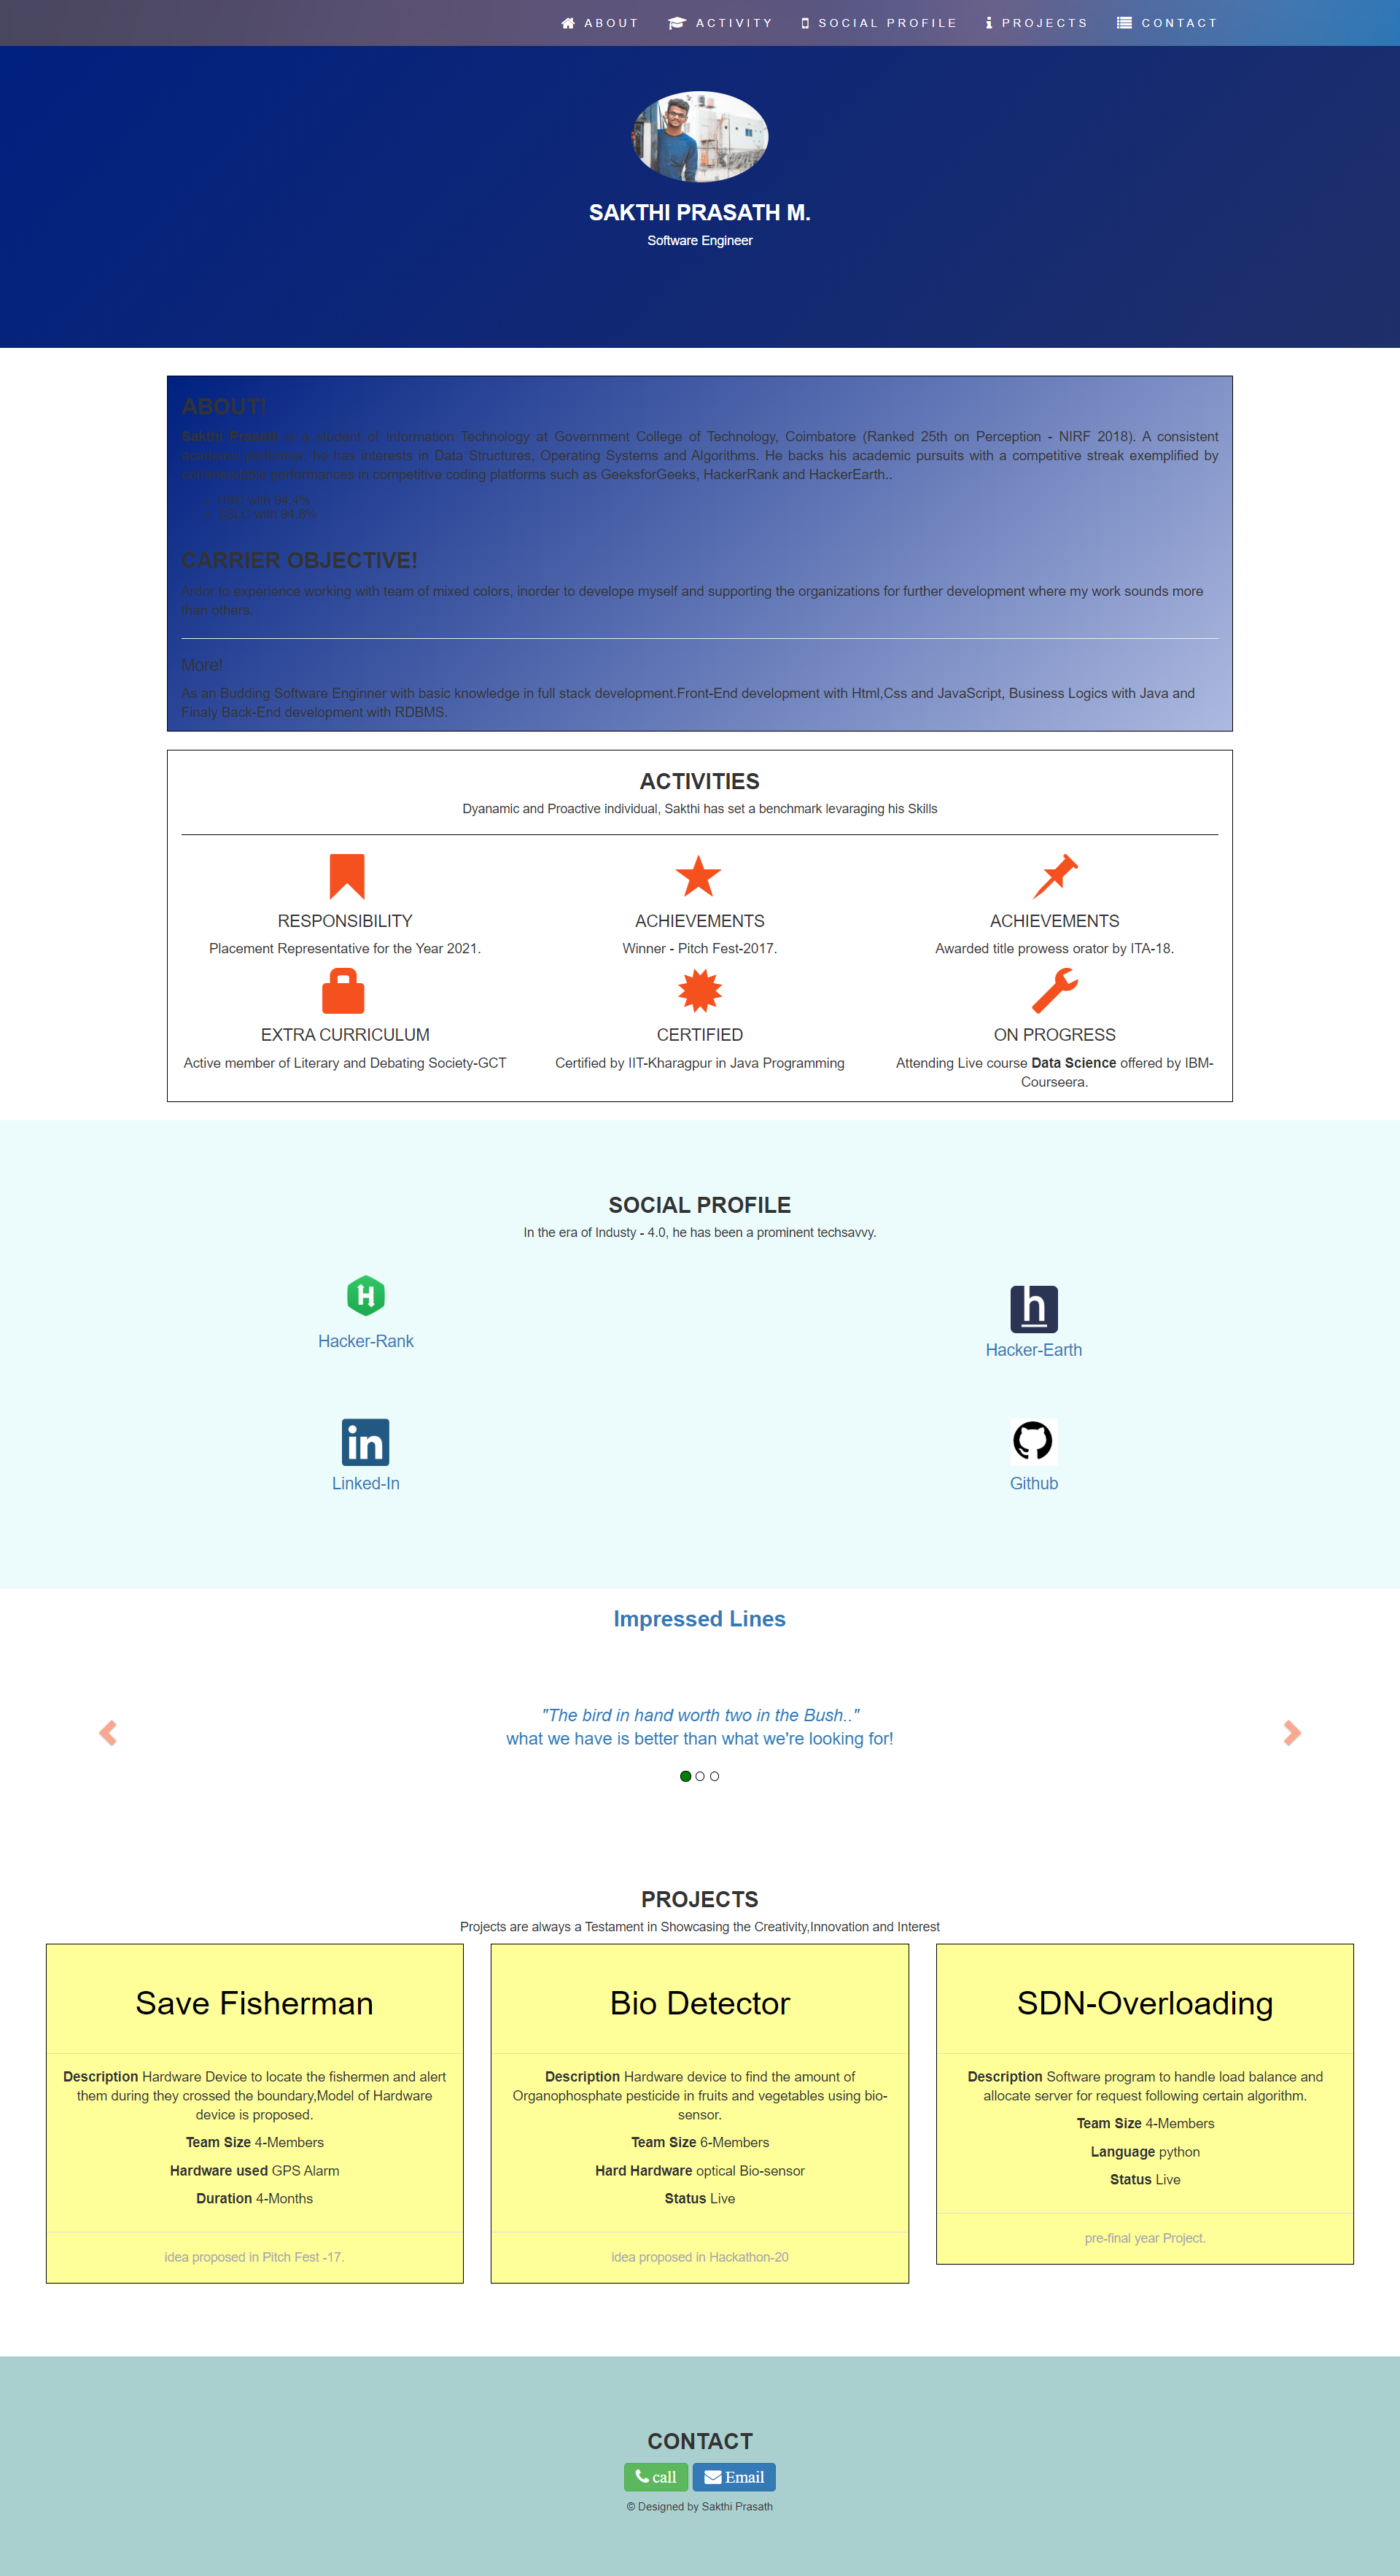 ABOUT ACTIVITY SOCIAL PROFILE PROJECTS CONTACT
SAKTHI PRASATH M.
Software Engineer
ABOUT!
Sakthi Prasath is a student of Information Technology at Government College of Technology, Coimbatore (Ranked 25th on Perception - NIRF 2018). A consistent
academic performer, he has interests in Data Structures, Operating Systems and Algorithms. He backs his academic pursuits with a competitive streak exemplified by
commendable performances in competitive coding platforms such as GeeksforGeeks, HackerRank and HackerEarth..
HSC with 94.4%
SSLC with 94.8%
CARRIER OBJECTIVE!
Ardor to experience working with team of mixed colors, inorder to develope myself and supporting the organizations for further development where my work sounds more
than others.
More!
As an Budding Software Enginner with basic knowledge in full stack development.Front-End development with Html,Css and JavaScript, Business Logics with Java and
Finaly Back-End development with RDBMS.
ACTIVITIES
Dyanamic and Proactive individual, Sakthi has set a benchmark levaraging his Skills
RESPONSIBILITY
Placement Representative for the Year 2021.
ACHIEVEMENTS
Winner - Pitch Fest-2017.
ACHIEVEMENTS
Awarded title prowess orator by ITA-18.
EXTRA CURRICULUM
Active member of Literary and Debating Society-GCT
CERTIFIED
Certified by IIT-Kharagpur in Java Programming
ON PROGRESS
Attending Live course Data Science offered by IBM-
Courseera.
SOCIAL PROFILE
In the era of Industy - 4.0, he has been a prominent techsavvy.
H
Hacker-Rank
h
Hacker-Earth
in
Linked-In
Github
Impressed Lines
"The bird in hand worth two in the Bush.."
what we have is better than what we're looking for!
PROJECTS
Projects are always a Testament in Showcasing the Creativity,Innovation and Interest
Save Fisherman
Description Hardware Device to locate the fishermen and alert
them during they crossed the boundary,Model of Hardware
device is proposed.
Team Size 4-Members
Hardware used GPS Alarm
Duration 4-Months
idea proposed in Pitch Fest -17.
Bio Detector
Description Hardware device to find the amount of
Organophosphate pesticide in fruits and vegetables using bio-
sensor.
Team Size 6-Members
Hard Hardware optical Bio-sensor
Status Live
idea proposed in Hackathon-20
SDN-Overloading
Description Software program to handle load balance and
allocate server for request following certain algorithm.
Team Size 4-Members
Language python
Status Live
pre-final year Project.
CONTACT
call Email
© Designed by Sakthi Prasath